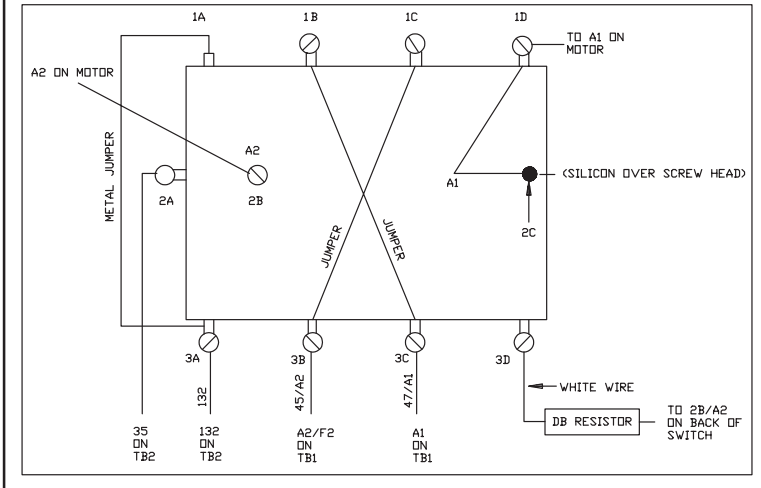 1A
1B
1C
1D
TO A1 ON
MOTOR
A2 ON MOTOR
METAL JUMPER
A2
2A
2B
A1
(SILICON OVER SCREW HEAD)
2C
JUMPER
JUMPER
3A
3B
3C
3D
132
45/A2
47/A1
WHITE WIRE
DB RESISTOR
TO 2B/A2
ON BACK OF
SWITCH
35
ON
TB2
132
ON
TB2
A2/F2
ON
TB1
A1
ON
TB1